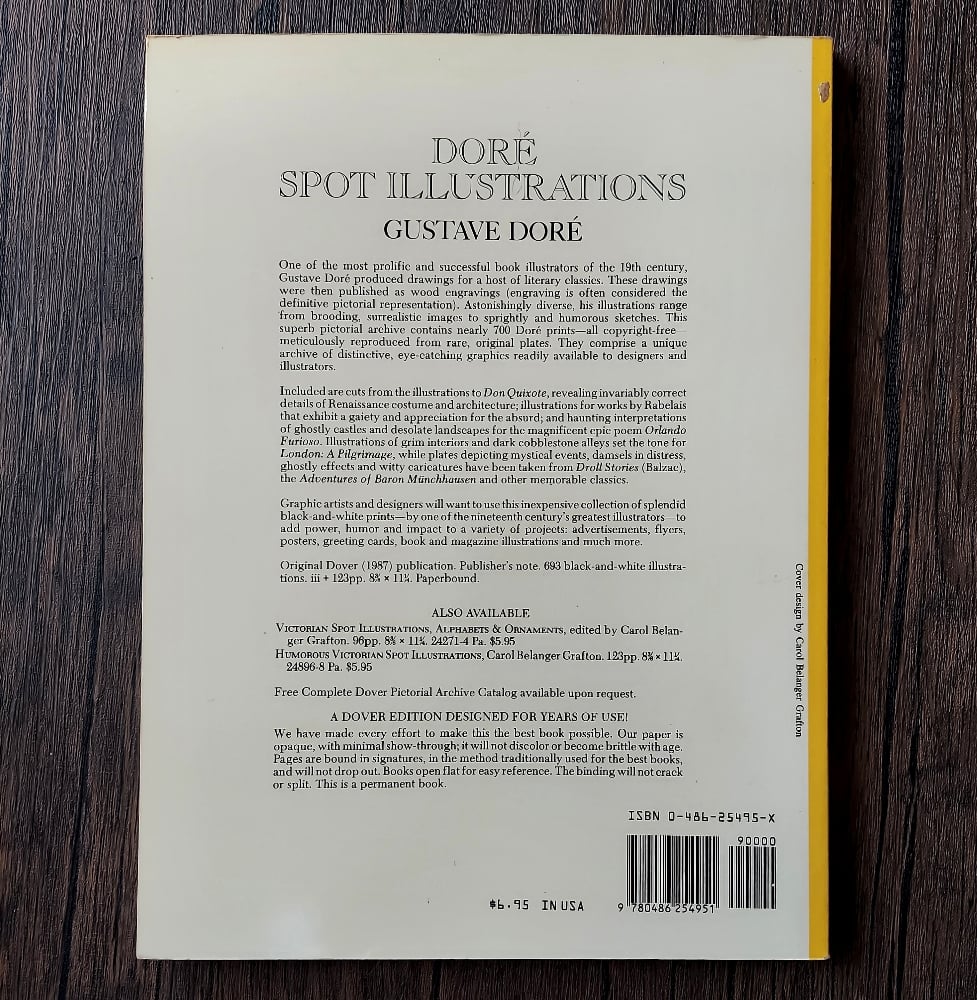 DORÉ
SPOT ILLUSTRATIONS
GUSTAVE DORÉ
One of the most prolific and successful book illustrators of the 19th century,
Gustave Doré produced drawings for a host of literary classics. These drawings
were then published as wood engravings (engraving is often considered the
definitive pictorial representation). Astonishingly diverse, his illustrations range
from brooding, surrealistic images to sprightly and humorous sketches. This
superb pictorial archive contains nearly 700 Doré prints—all copyright-free—
meticulously reproduced from rare, original plates. They comprise a unique
archive of distinctive, eye-catching graphics readily available to designers and
illustrators.
Included are cuts from the illustrations to Don Quixote, revealing invariably correct
details of Renaissance costume and architecture; illustrations for works by Rabelais
that exhibit a gaiety and appreciation for the absurd; and haunting interpretations
of ghostly castles and desolate landscapes for the magnificent epic poem Orlando
Furioso. Illustrations of grim interiors and dark cobblestone alleys set the tone for
London: A Pilgrimage, while plates depicting mystical events, damsels in distress,
ghostly effects and witty caricatures have been taken from Droll Stories (Balzac),
the Adventures of Baron Münchhausen and other memorable classics.
Graphic artists and designers will want to use this inexpensive collection of splendid
black-and-white prints—by one of the nineteenth century's greatest illustrators—to
add power, humor and impact to a variety of projects: advertisements, flyers,
posters, greeting cards, book and magazine illustrations and much more.
Original Dover (1987) publication. Publisher's note. 693 black-and-white illustra-
tions. iii + 123pp. 8⅜ × 11¼. Paperbound.
ALSO AVAILABLE
VICTORIAN SPOT ILLUSTRATIONS, ALPHABETS & ORNAMENTS, edited by Carol Belan-
ger Grafton. 96pp. 8⅜ × 11¼. 24271-4 Pa. $5.95
HUMOROUS VICTORIAN SPOT ILLUSTRATIONS, Carol Belanger Grafton. 123pp. 8⅜ × 11¼.
24896-8 Pa. $5.95
Free Complete Dover Pictorial Archive Catalog available upon request.
A DOVER EDITION DESIGNED FOR YEARS OF USE!
We have made every effort to make this the best book possible. Our paper is
opaque, with minimal show-through; it will not discolor or become brittle with age.
Pages are bound in signatures, in the method traditionally used for the best books,
and will not drop out. Books open flat for easy reference. The binding will not crack
or split. This is a permanent book.
Cover design by Carol Belanger Grafton
ISBN 0-486-25495-X
90000
$6.95 IN USA
9 780486 254951